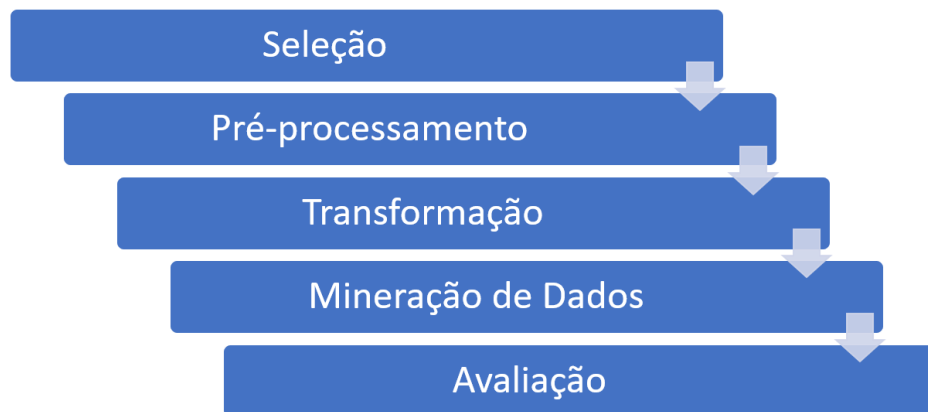 Seleção
Pré-processamento
Transformação
Mineração de Dados
Avaliação